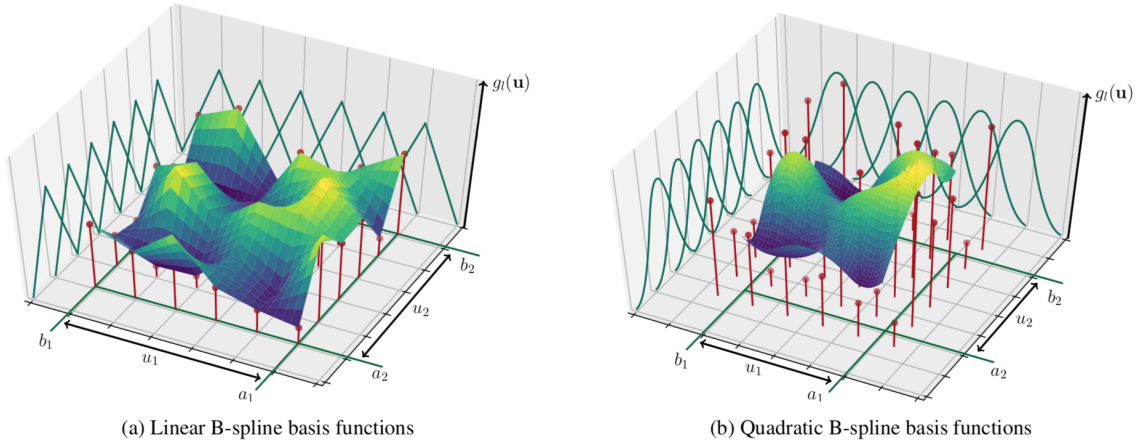 g_l(𝐮)
b_2
u_2
b_1
u_1
a_2
a_1
(a) Linear B-spline basis functions
g_l(𝐮)
b_2
u_2
b_1
u_1
a_2
a_1
(b) Quadratic B-spline basis functions